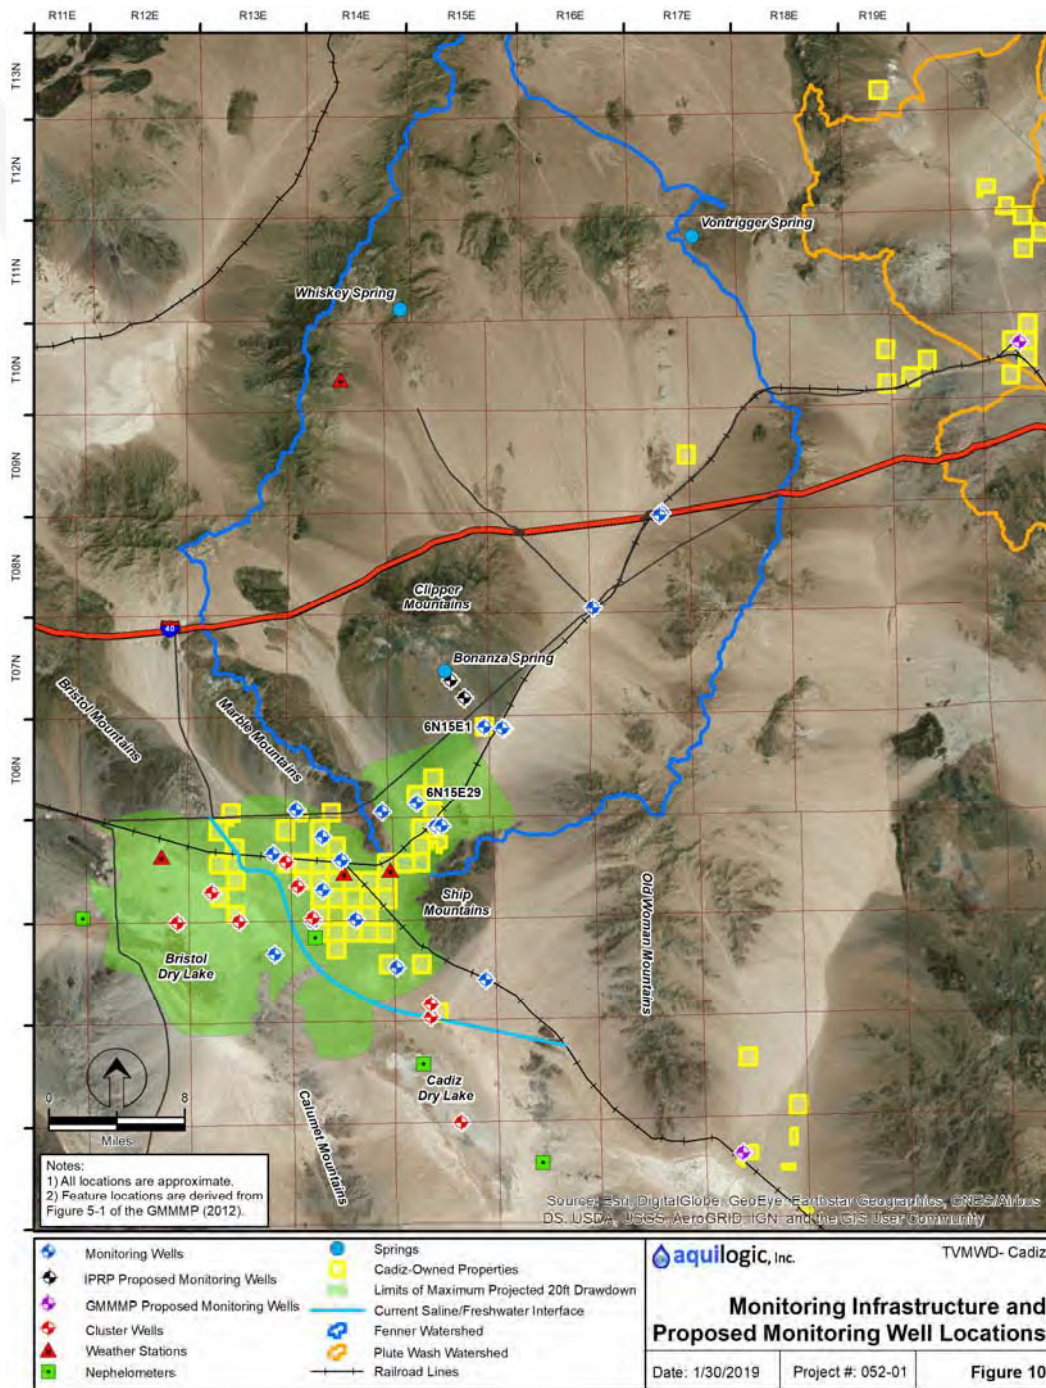 R11E R12E R13E R14E R15E R16E R17E R18E R19E
T13N
T12N
T11N
T10N
T09N
T08N
T07N
T06N
Vontrigger Spring
Whiskey Spring
Clipper
Mountains
40
Bonanza Spring
Bristol Mountains
Marble Mountains
6N15E1
6N15E29
Ship
Mountains
Old Woman Mountains
Bristol
Dry Lake
Cadiz
Dry Lake
Calumet Mountains
0 8
Miles
Notes:
1) All locations are approximate.
2) Feature locations are derived from
Figure 5-1 of the GMMMP (2012).
Source: Esri, DigitalGlobe, GeoEye, Earthstar Geographics, CNES/Airbus
DS, USDA, USGS, AeroGRID, IGN, and the GIS User Community
Monitoring Wells
IPRP Proposed Monitoring Wells
GMMMP Proposed Monitoring Wells
Cluster Wells
Weather Stations
Nephelometers
Springs
Cadiz-Owned Properties
Limits of Maximum Projected 20ft Drawdown
Current Saline/Freshwater Interface
Fenner Watershed
Plute Wash Watershed
Railroad Lines
aquilogic, Inc.
TVMWD- Cadiz
Monitoring Infrastructure and
Proposed Monitoring Well Locations
Date: 1/30/2019
Project #: 052-01
Figure 10